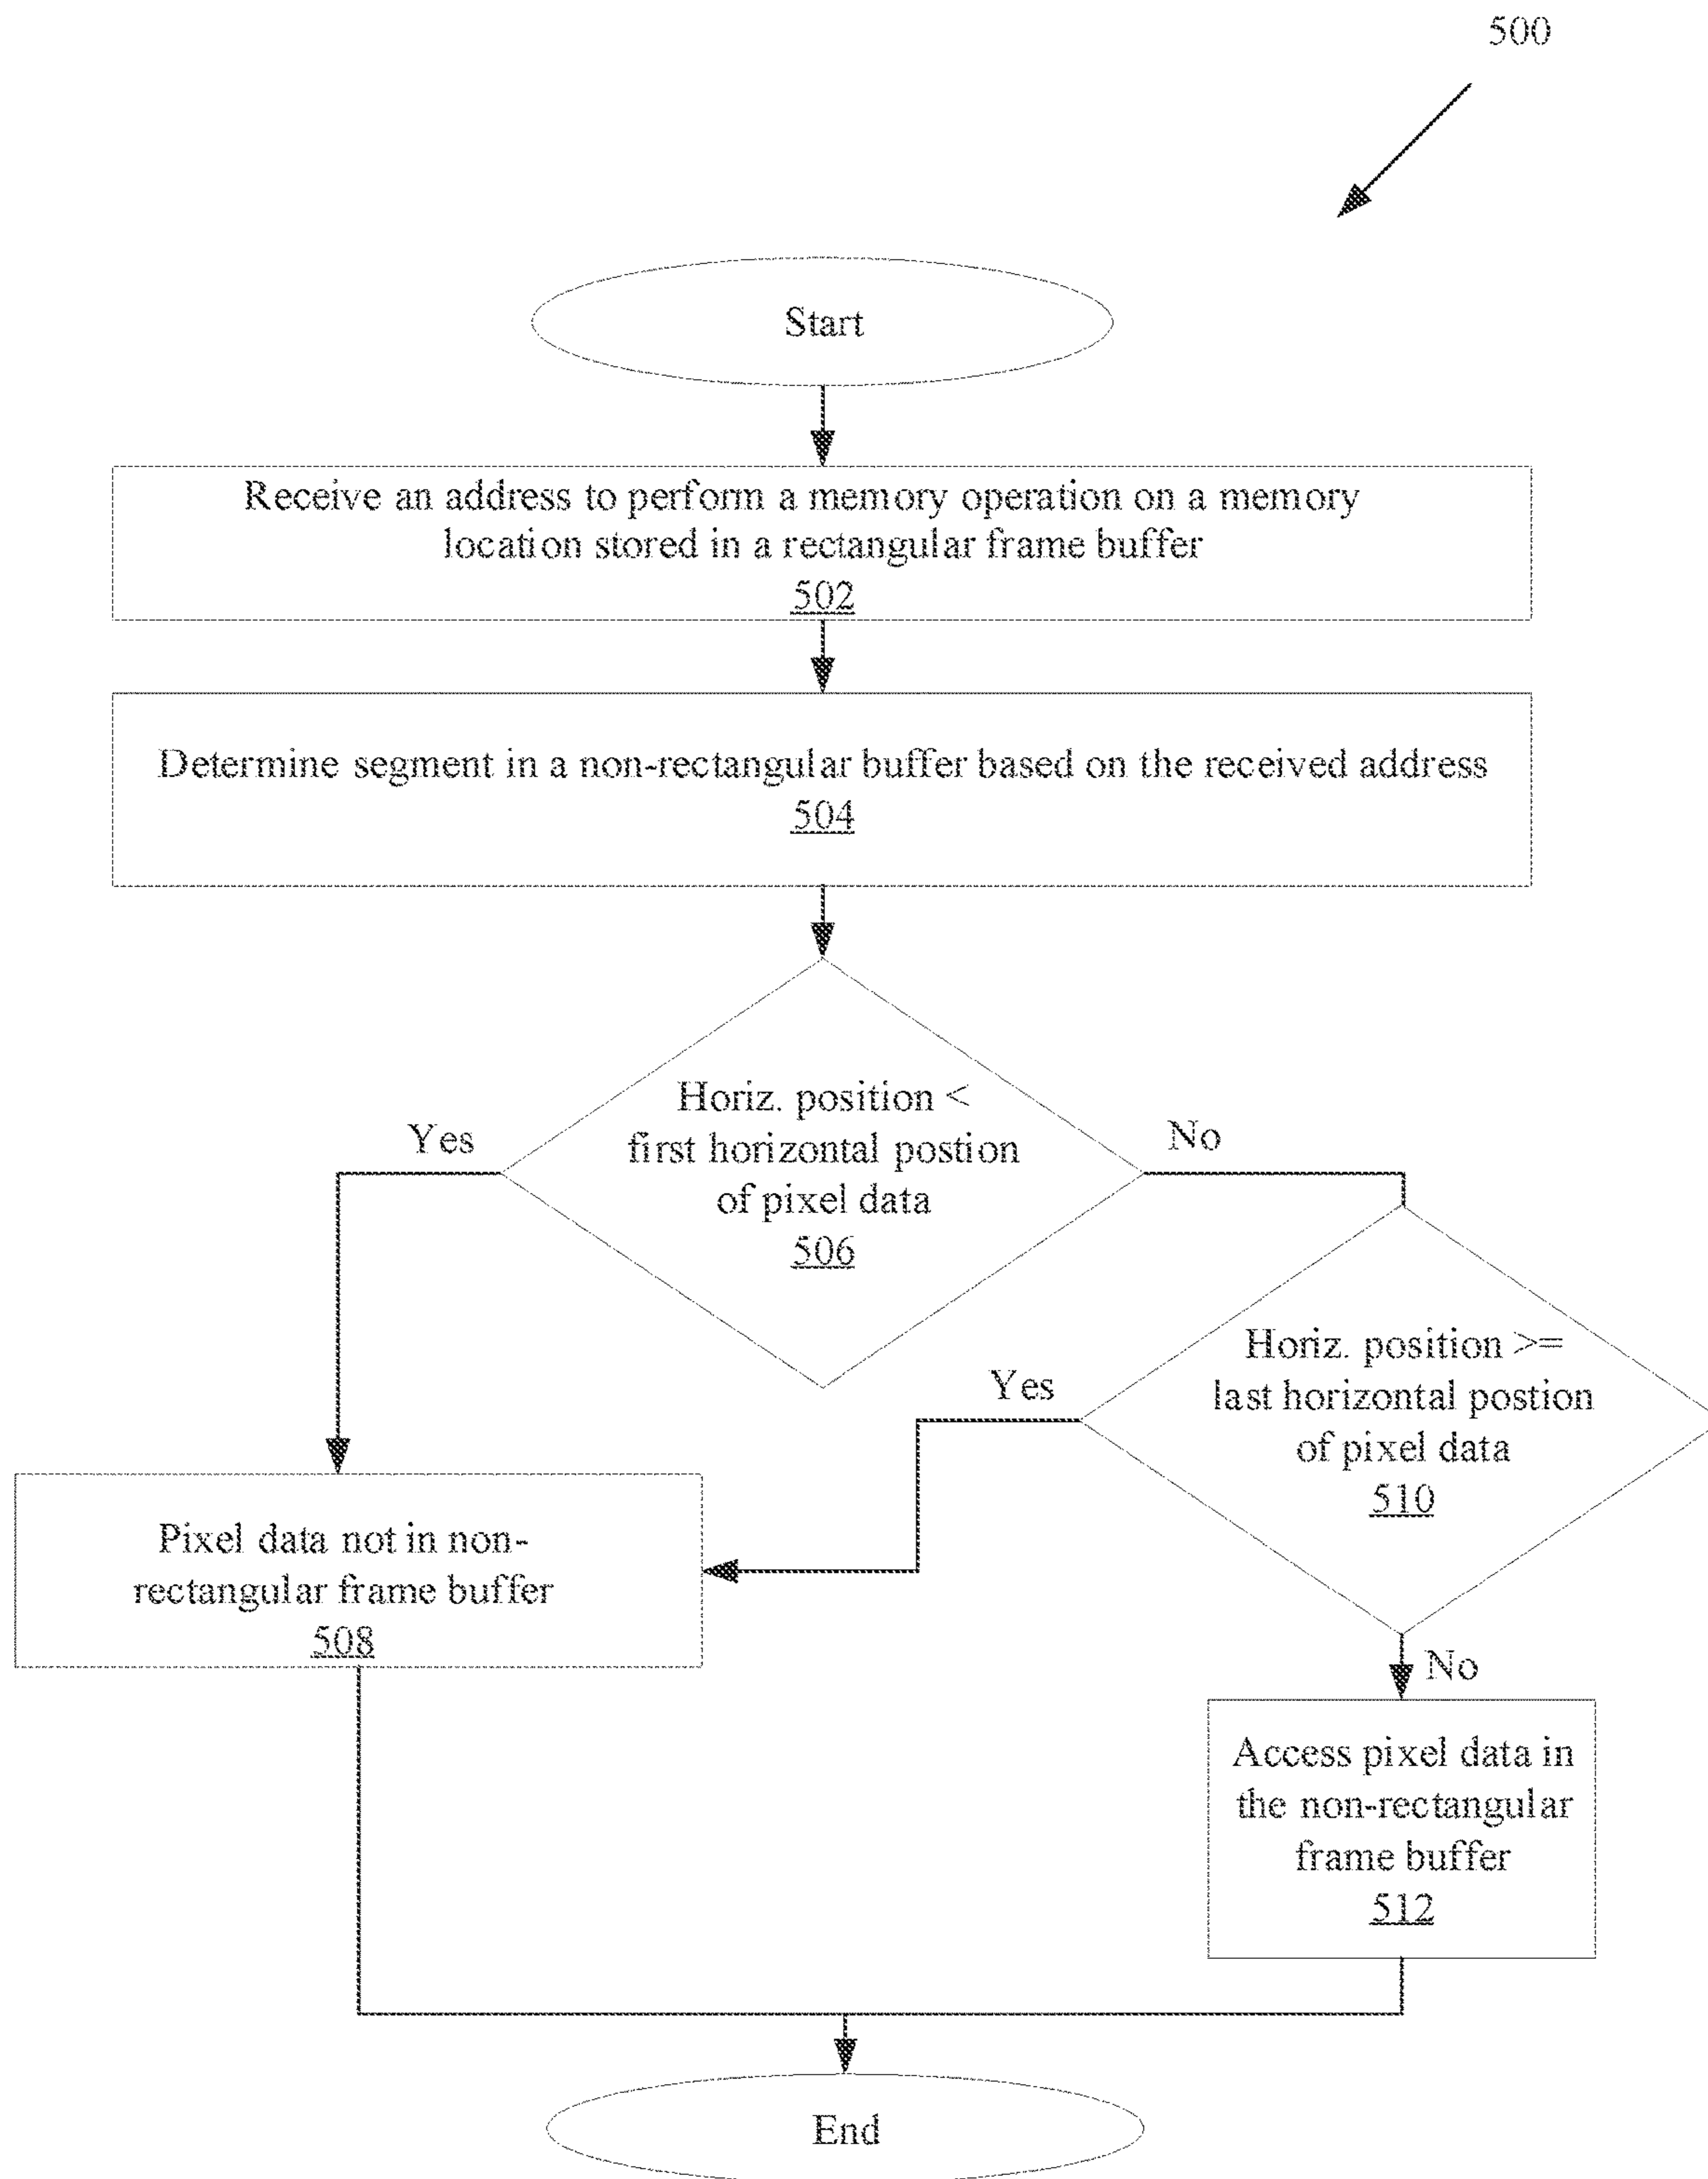 500
Start
Receive an address to perform a memory operation on a memory
location stored in a rectangular frame buffer
502
Determine segment in a non-rectangular buffer based on the received address
504
Horiz. position <
first horizontal postion
of pixel data
506
Yes
No
Horiz. position >=
last horizontal postion
of pixel data
510
Yes
No
Pixel data not in non-
rectangular frame buffer
508
Access pixel data in
the non-rectangular
frame buffer
512
End